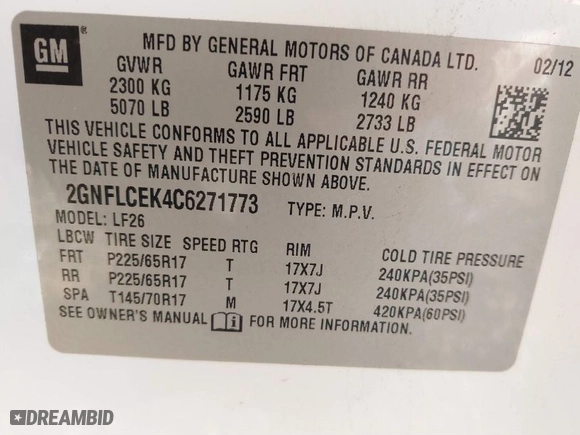 GM ®
MFD BY GENERAL MOTORS OF CANADA LTD. 02/12
GVWR GAWR FRT GAWR RR
2300 KG 1175 KG 1240 KG
5070 LB 2590 LB 2733 LB
THIS VEHICLE CONFORMS TO ALL APPLICABLE U.S. FEDERAL MOTOR
VEHICLE SAFETY AND THEFT PREVENTION STANDARDS IN EFFECT ON
THE DATE OF MANUFACTURE SHOWN ABOVE.
2GNFLCEK4C6271773 TYPE: M.P.V.
MODEL: LF26
LBCW TIRE SIZE SPEED RTG RIM COLD TIRE PRESSURE
FRT P225/65R17 T 17X7J 240KPA(35PSI)
RR P225/65R17 T 17X7J 240KPA(35PSI)
SPA T145/70R17 M 17X4.5T 420KPA(60PSI)
SEE OWNER'S MANUAL FOR MORE INFORMATION.
DREAMBID